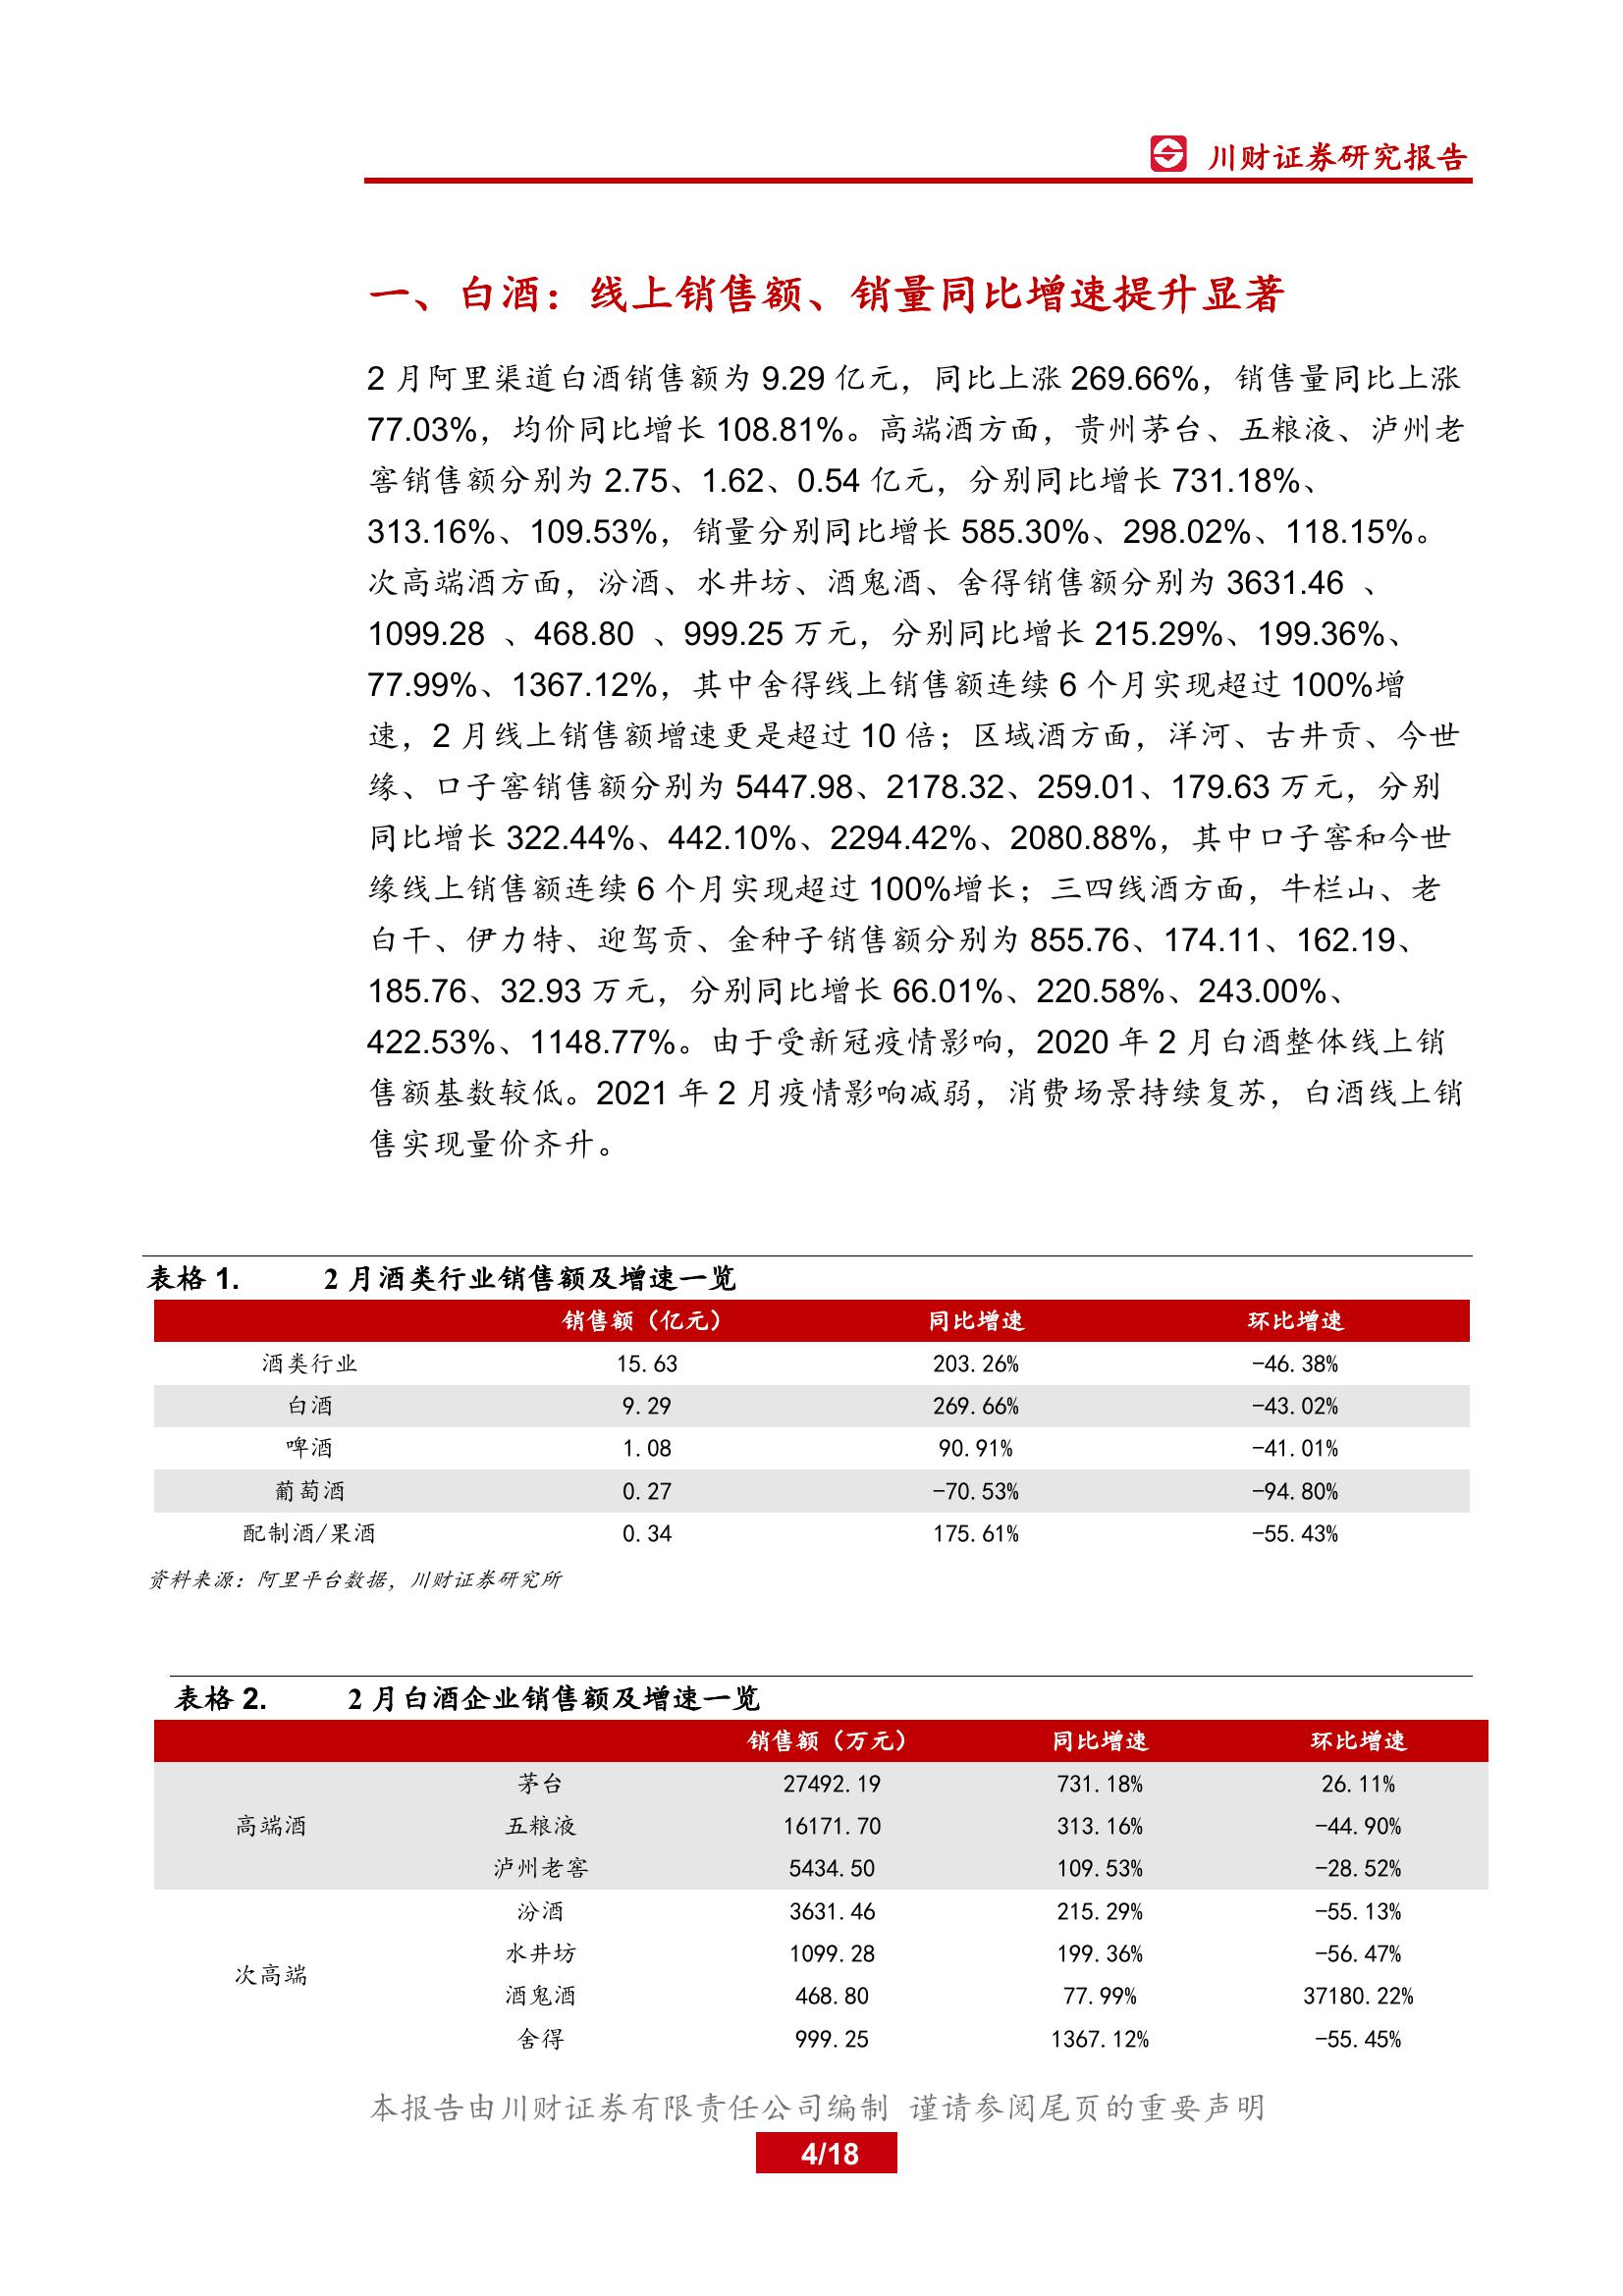 川财证券研究报告
一、白酒：线上销售额、销量同比增速提升显著
2 月阿里渠道白酒销售额为 9.29 亿元，同比上涨 269.66%，销售量同比上涨
77.03%，均价同比增长 108.81%。高端酒方面，贵州茅台、五粮液、泸州老
窖销售额分别为 2.75、1.62、0.54 亿元，分别同比增长 731.18%、
313.16%、109.53%，销量分别同比增长 585.30%、298.02%、118.15%。
次高端酒方面，汾酒、水井坊、酒鬼酒、舍得销售额分别为 3631.46 、
1099.28 、468.80 、999.25 万元，分别同比增长 215.29%、199.36%、
77.99%、1367.12%，其中舍得线上销售额连续 6 个月实现超过 100%增
速，2 月线上销售额增速更是超过 10 倍；区域酒方面，洋河、古井贡、今世
缘、口子窖销售额分别为 5447.98、2178.32、259.01、179.63 万元，分别
同比增长 322.44%、442.10%、2294.42%、2080.88%，其中口子窖和今世
缘线上销售额连续 6 个月实现超过 100%增长；三四线酒方面，牛栏山、老
白干、伊力特、迎驾贡、金种子销售额分别为 855.76、174.11、162.19、
185.76、32.93 万元，分别同比增长 66.01%、220.58%、243.00%、
422.53%、1148.77%。由于受新冠疫情影响，2020 年 2 月白酒整体线上销
售额基数较低。2021 年 2 月疫情影响减弱，消费场景持续复苏，白酒线上销
售实现量价齐升。
表格 1. 2 月酒类行业销售额及增速一览
销售额（亿元） 同比增速 环比增速
酒类行业 15.63 203.26% -46.38%
白酒 9.29 269.66% -43.02%
啤酒 1.08 90.91% -41.01%
葡萄酒 0.27 -70.53% -94.80%
配制酒/果酒 0.34 175.61% -55.43%
资料来源：阿里平台数据，川财证券研究所
表格 2. 2 月白酒企业销售额及增速一览
销售额（万元） 同比增速 环比增速
茅台 27492.19 731.18% 26.11%
高端酒 五粮液 16171.70 313.16% -44.90%
泸州老窖 5434.50 109.53% -28.52%
汾酒 3631.46 215.29% -55.13%
水井坊 1099.28 199.36% -56.47%
次高端
酒鬼酒 468.80 77.99% 37180.22%
舍得 999.25 1367.12% -55.45%
本报告由川财证券有限责任公司编制 谨请参阅尾页的重要声明
4/18